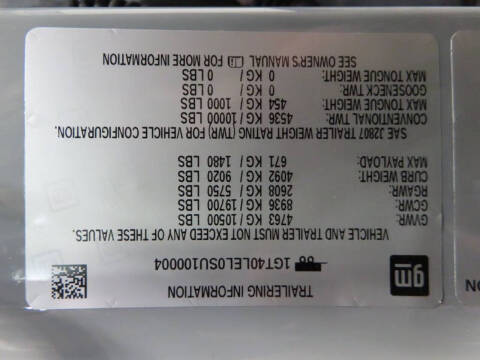 gm
TRAILERING INFORMATION
1GT40LEL0SU100004
VEHICLE AND TRAILER MUST NOT EXCEED ANY OF THESE VALUES.
GVWR: 4763 KG / 10500 LBS
GCWR: 8936 KG / 19700 LBS
RGAWR: 2608 KG / 5750 LBS
CURB WEIGHT: 4092 KG / 9020 LBS
MAX PAYLOAD: 671 KG / 1480 LBS
SAE J2807 TRAILER WEIGHT RATING (TWR) FOR VEHICLE CONFIGURATION.
CONVENTIONAL TWR: 4536 KG / 10000 LBS
MAX TONGUE WEIGHT: 454 KG / 1000 LBS
GOOSENECK TWR: 0 KG / 0 LBS
MAX TONGUE WEIGHT: 0 KG / 0 LBS
SEE OWNER'S MANUAL FOR MORE INFORMATION
ON